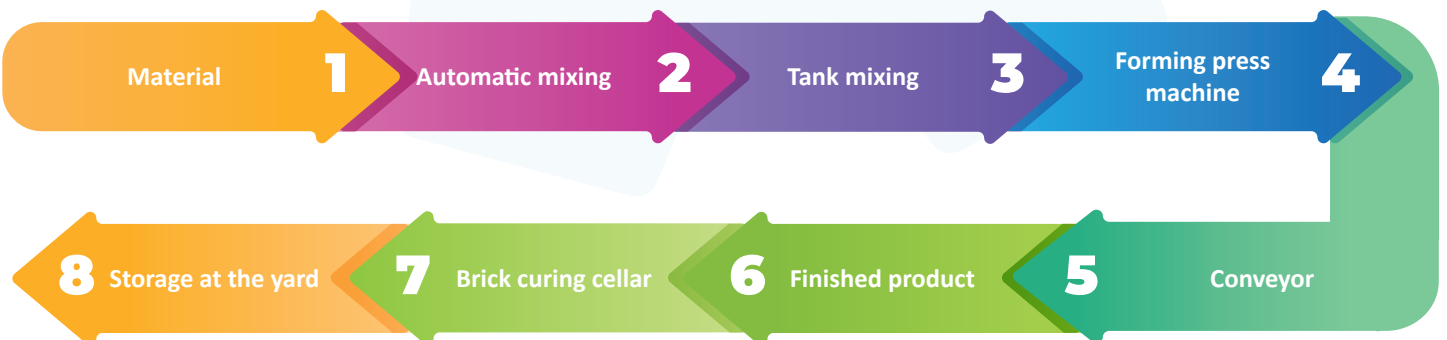 Material 1
Automatic mixing 2
Tank mixing 3
Forming press
machine 4
5 Conveyor
6 Finished product
7 Brick curing cellar
8 Storage at the yard